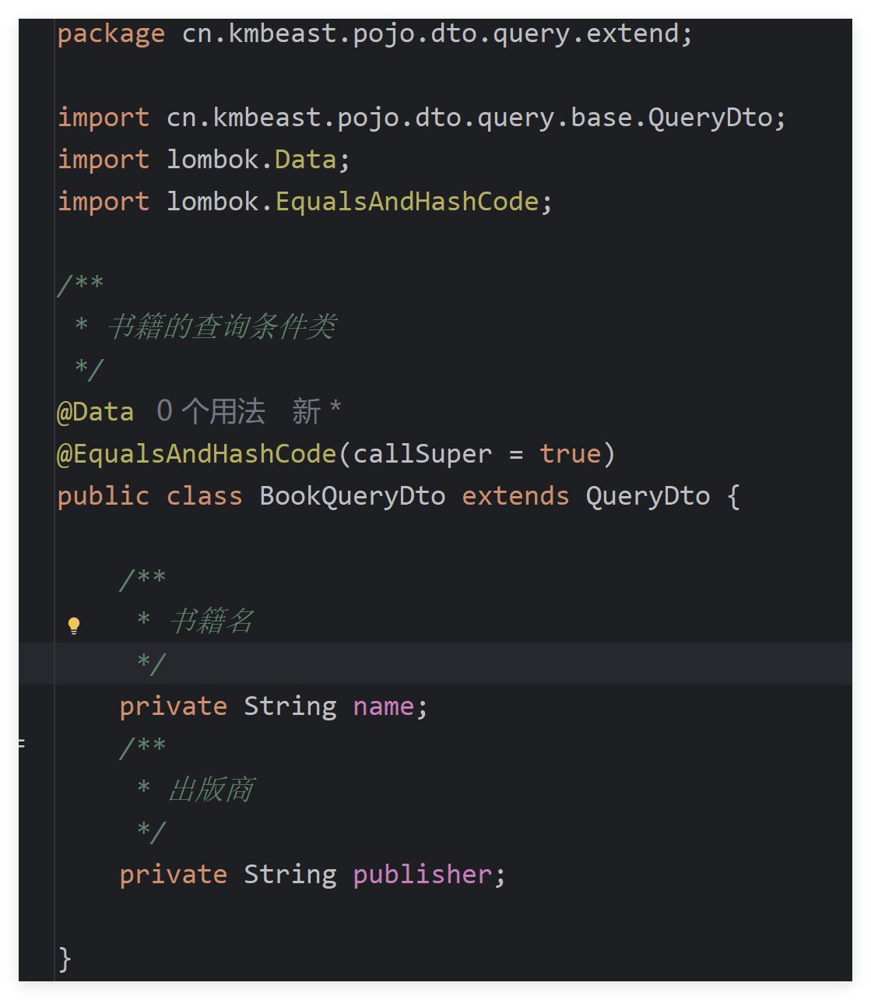 package cn.kmbeast.pojo.dto.query.extend;
import cn.kmbeast.pojo.dto.query.base.QueryDto;
import lombok.Data;
import lombok.EqualsAndHashCode;
/**
 * 书籍的查询条件类
 */
@Data 0 个用法 新 *
@EqualsAndHashCode(callSuper = true)
public class BookQueryDto extends QueryDto {
    /**
     * 书籍名
     */
    private String name;
    /**
     * 出版商
     */
    private String publisher;
}